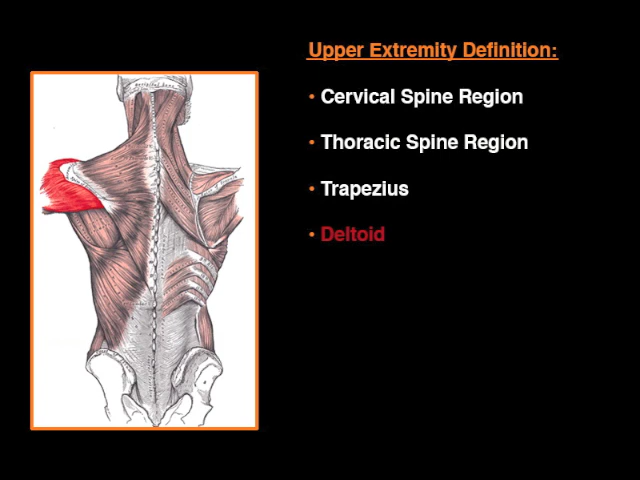 Upper Extremity Definition:
• Cervical Spine Region
• Thoracic Spine Region
• Trapezius
• Deltoid